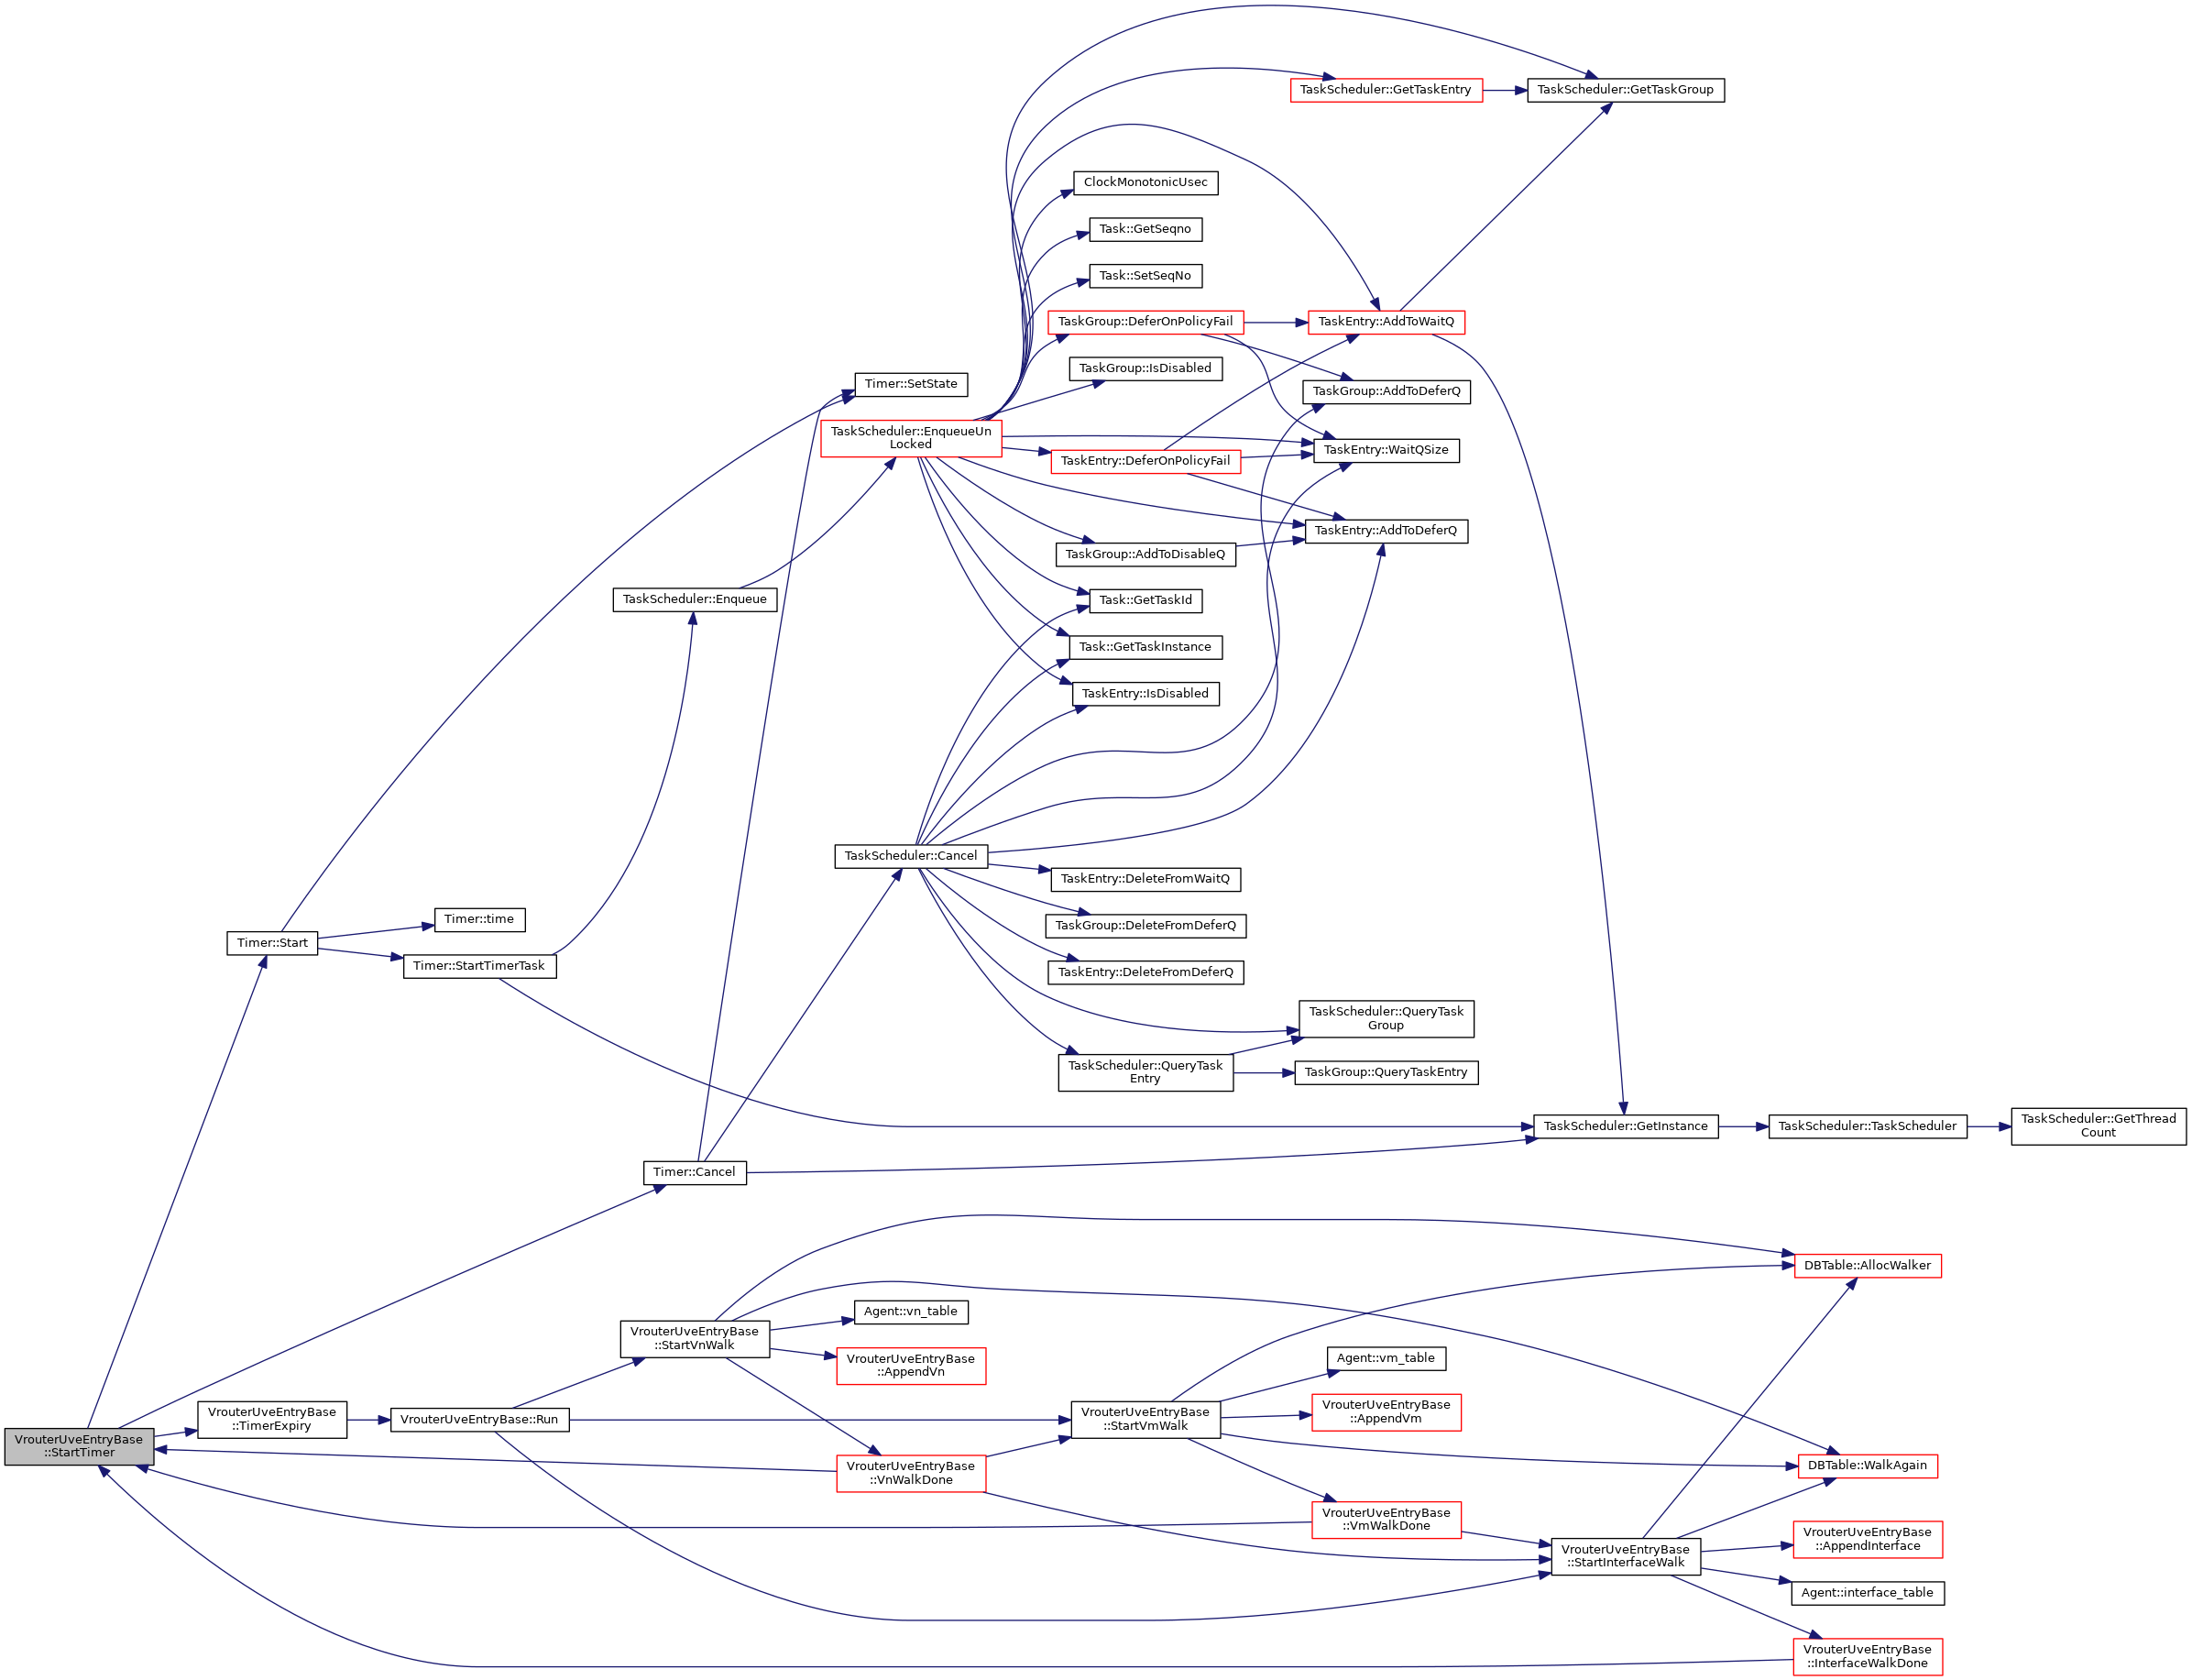 TaskScheduler::GetTaskEntry
TaskScheduler::GetTaskGroup
ClockMonotonicUsec
Task::GetSeqno
Task::SetSeqNo
TaskGroup::DeferOnPolicyFail
TaskEntry::AddToWaitQ
TaskGroup::IsDisabled
Timer::SetState
TaskGroup::AddToDeferQ
TaskScheduler::EnqueueUn
Locked
TaskEntry::WaitQSize
TaskEntry::DeferOnPolicyFail
TaskEntry::AddToDeferQ
TaskGroup::AddToDisableQ
TaskScheduler::Enqueue
Task::GetTaskId
Task::GetTaskInstance
TaskEntry::IsDisabled
TaskScheduler::Cancel
TaskEntry::DeleteFromWaitQ
Timer::time
TaskGroup::DeleteFromDeferQ
Timer::Start
Timer::StartTimerTask
TaskEntry::DeleteFromDeferQ
TaskScheduler::QueryTask
Group
TaskScheduler::QueryTask
Entry
TaskGroup::QueryTaskEntry
TaskScheduler::GetInstance
TaskScheduler::TaskScheduler
TaskScheduler::GetThread
Count
Timer::Cancel
DBTable::AllocWalker
Agent::vn_table
VrouterUveEntryBase
::StartVnWalk
VrouterUveEntryBase
::AppendVn
Agent::vm_table
VrouterUveEntryBase
::TimerExpiry
VrouterUveEntryBase::Run
VrouterUveEntryBase
::StartVmWalk
VrouterUveEntryBase
::AppendVm
VrouterUveEntryBase
::StartTimer
VrouterUveEntryBase
::VnWalkDone
DBTable::WalkAgain
VrouterUveEntryBase
::VmWalkDone
VrouterUveEntryBase
::StartInterfaceWalk
VrouterUveEntryBase
::AppendInterface
Agent::interface_table
VrouterUveEntryBase
::InterfaceWalkDone